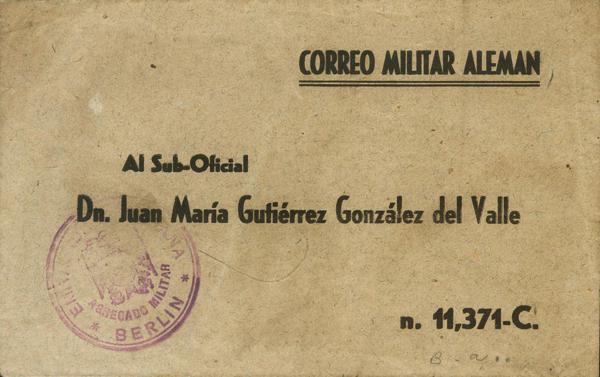 CORREO MILITAR ALEMAN
Al Sub-Oficial
Dn. Juan María Gutiérrez González del Valle
AGREGADO MILITAR
* BERLIN *
n. 11,371-C.